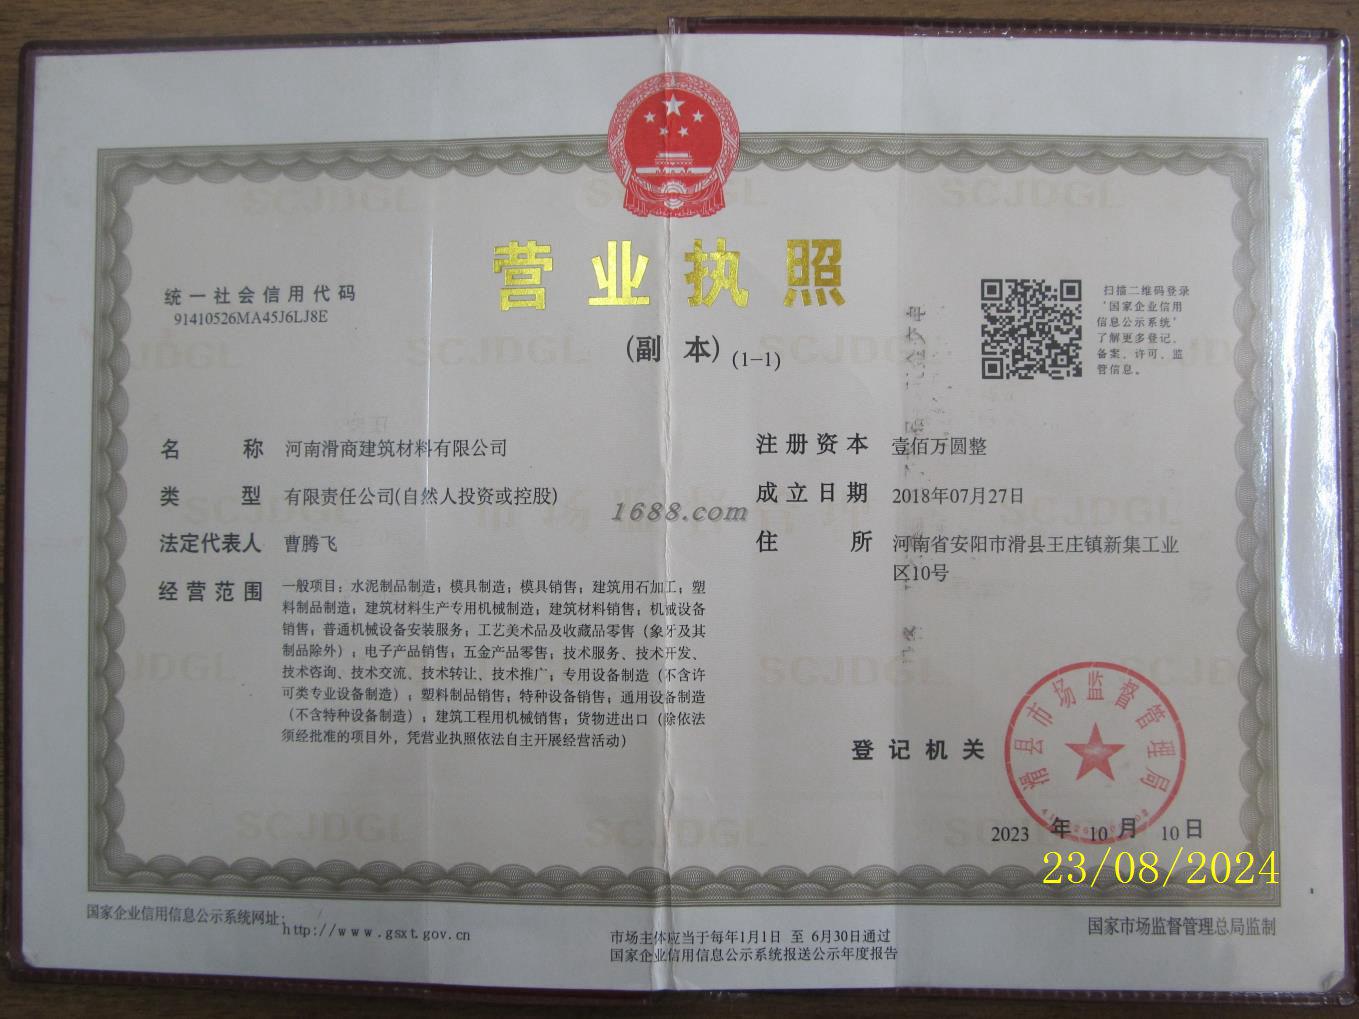 营业执照
(副 本) (1-1)
统一社会信用代码
91410526MA45J6LJ8E
扫描二维码登录
"国家企业信用
信息公示系统"
了解更多登记、
备案、许可、监
管信息。
名 称 河南滑商建筑材料有限公司
类 型 有限责任公司(自然人投资或控股)
法定代表人 曹腾飞
经营范围 一般项目：水泥制品制造；模具制造；模具销售；建筑用石加工；塑
料制品制造；建筑材料生产专用机械制造；建筑材料销售；机械设备
销售；普通机械设备安装服务；工艺美术品及收藏品零售（象牙及其
制品除外）；电子产品销售；五金产品零售；技术服务、技术开发、
技术咨询、技术交流、技术转让、技术推广；专用设备制造（不含许
可类专业设备制造）；塑料制品销售；特种设备销售；通用设备制造
（不含特种设备制造）；建筑工程用机械销售；货物进出口（除依法
须经批准的项目外，凭营业执照依法自主开展经营活动）
注册资本 壹佰万圆整
成立日期 2018年07月27日
住 所 河南省安阳市滑县王庄镇新集工业
区10号
1688.com
登记机关
滑县市场监督管理局
2023 年 10 月 10 日
23/08/2024
国家企业信用信息公示系统网址：
http://www.gsxt.gov.cn
市场主体应当于每年1月1日 至 6月30日通过
国家企业信用信息公示系统报送公示年度报告
国家市场监督管理总局监制